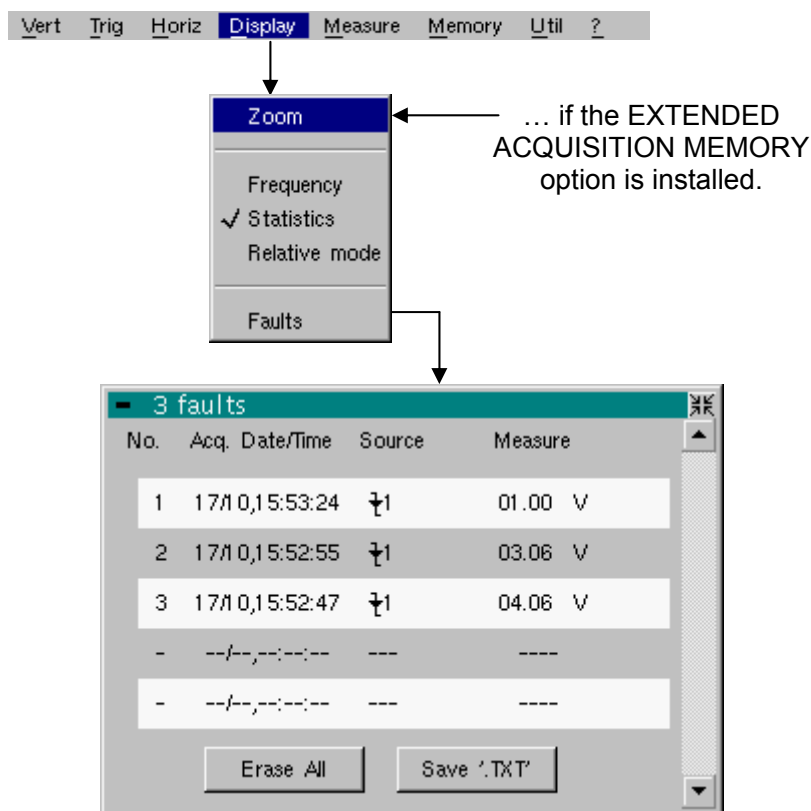 Vert Trig Horiz Display Measure Memory Util ?
Zoom
… if the EXTENDED
ACQUISITION MEMORY
option is installed.
Frequency
✓ Statistics
Relative mode
Faults
3 faults
No. Acq. Date/Time Source Measure
1 17/10,15:53:24 1 01.00 V
2 17/10,15:52:55 1 03.06 V
3 17/10,15:52:47 1 04.06 V
- --/--,--:--:-- --- ----
- --/--,--:--:-- --- ----
Erase All Save '.TXT'